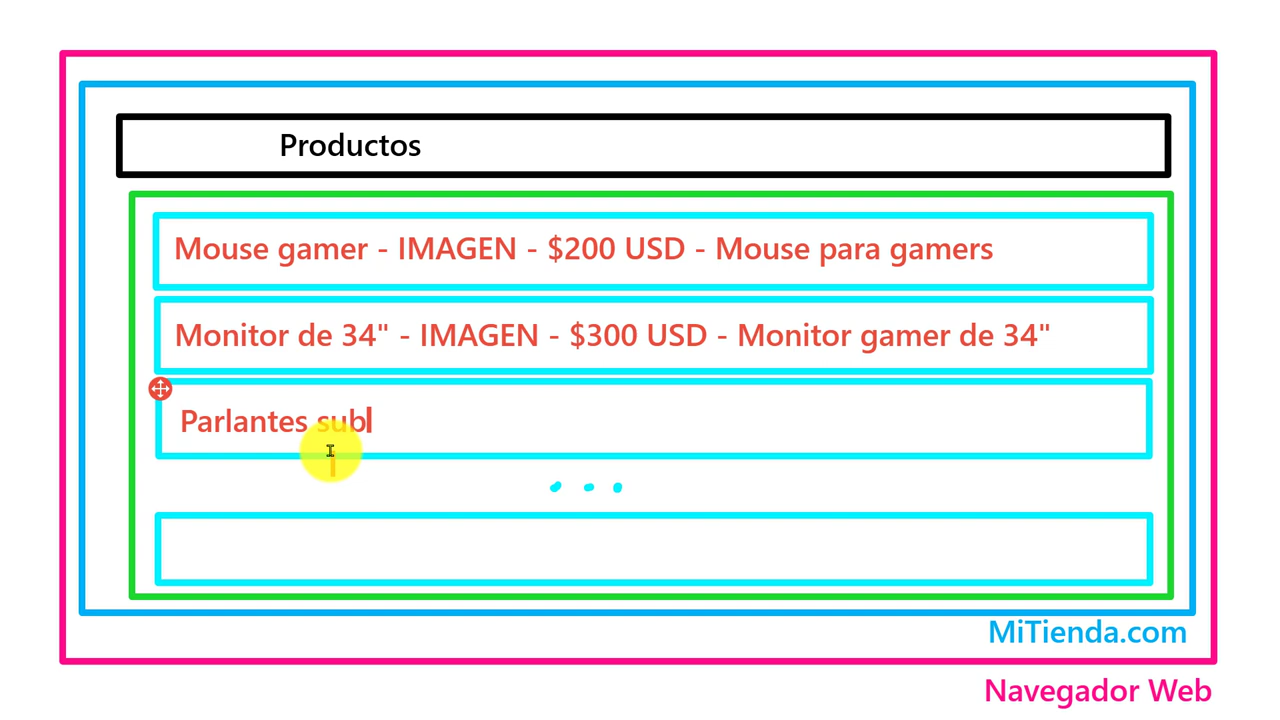 Productos
Mouse gamer - IMAGEN - $200 USD - Mouse para gamers
Monitor de 34" - IMAGEN - $300 USD - Monitor gamer de 34"
Parlantes sub
...
MiTienda.com
Navegador Web